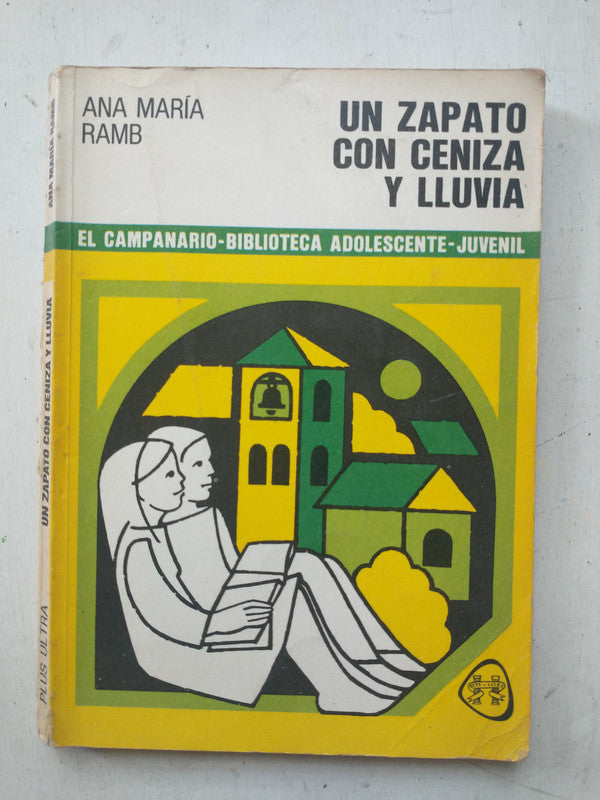 ANA MARÍA
RAMB
UN ZAPATO
CON CENIZA
Y LLUVIA
EL CAMPANARIO-BIBLIOTECA ADOLESCENTE-JUVENIL
ANA MARÍA RAMB
UN ZAPATO CON CENIZA Y LLUVIA
PLUS ULTRA